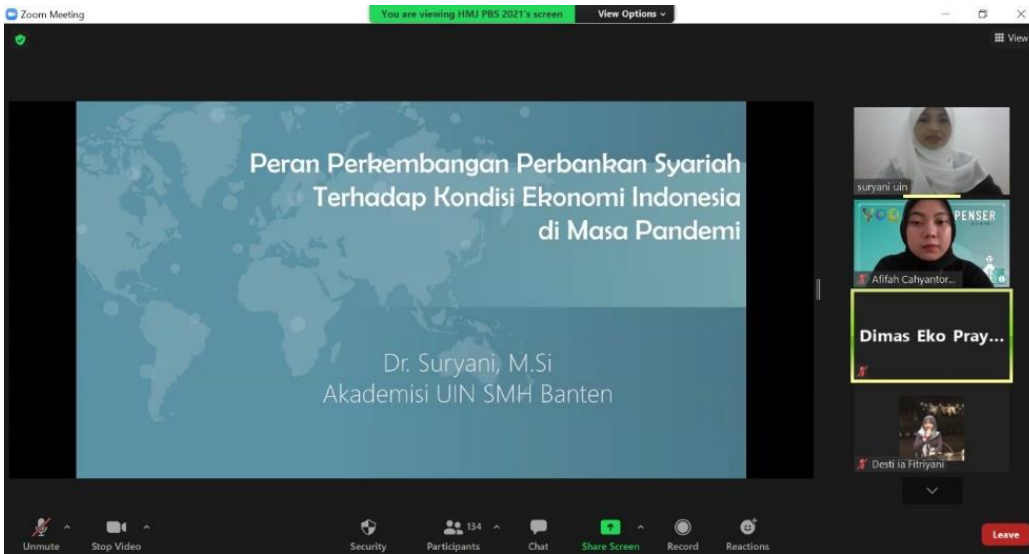 Zoom Meeting
You are viewing HMJ PBS 2021's screen
View Options
View
Peran Perkembangan Perbankan Syariah
Terhadap Kondisi Ekonomi Indonesia
di Masa Pandemi
Dr. Suryani, M.Si
Akademisi UIN SMH Banten
suryani uin
PENSER
Afifah Cahyantor...
Dimas Eko Pray...
Desti ia Fitriyani
Unmute
Stop Video
Security
134
Participants
Chat
Share Screen
Record
Reactions
Leave